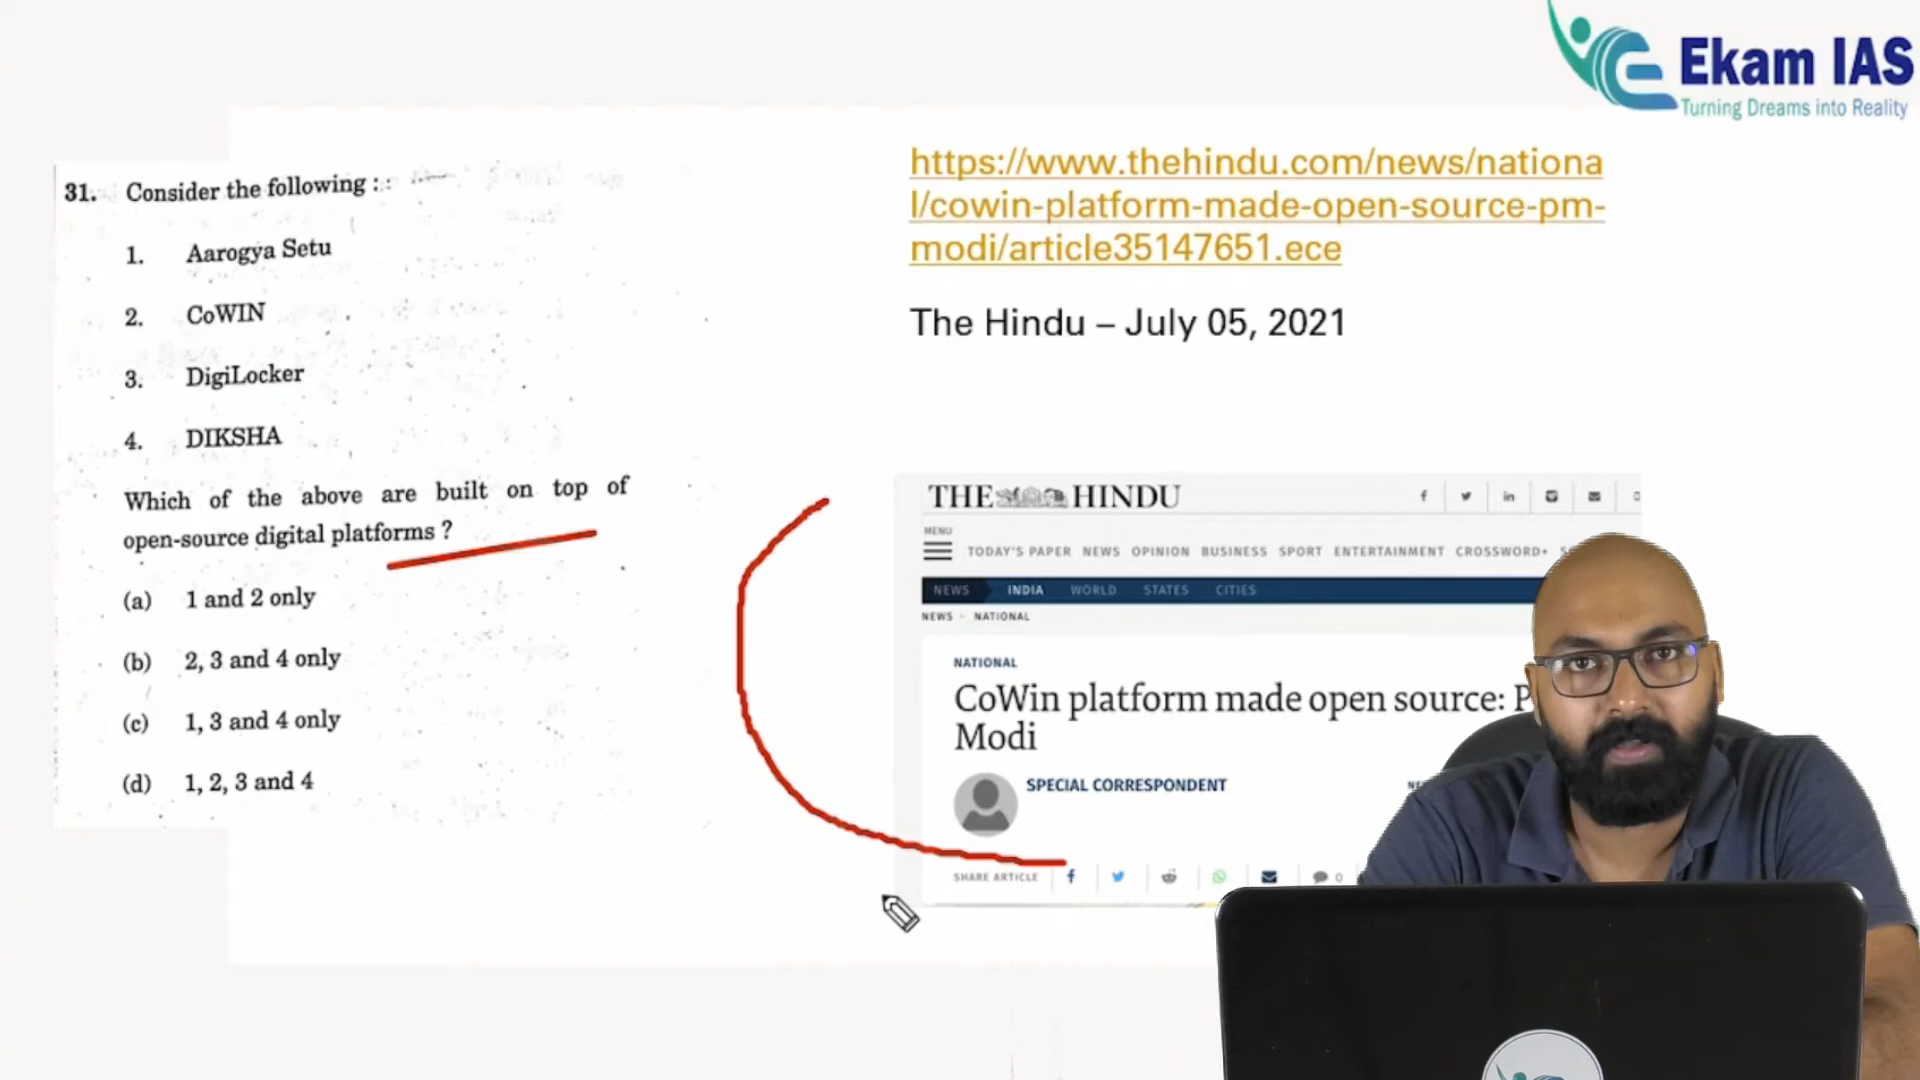 Ekam IAS
Turning Dreams into Reality
31. Consider the following :
1. Aarogya Setu
2. CoWIN
3. DigiLocker
4. DIKSHA
Which of the above are built on top of
open-source digital platforms ?
(a) 1 and 2 only
(b) 2, 3 and 4 only
(c) 1, 3 and 4 only
(d) 1, 2, 3 and 4
https://www.thehindu.com/news/nationa
l/cowin-platform-made-open-source-pm-
modi/article35147651.ece
The Hindu – July 05, 2021
THE HINDU
MENU
TODAY'S PAPER NEWS OPINION BUSINESS SPORT ENTERTAINMENT CROSSWORD+
NEWS INDIA WORLD STATES CITIES
NEWS · NATIONAL
NATIONAL
CoWin platform made open source:
Modi
SPECIAL CORRESPONDENT
SHARE ARTICLE 0